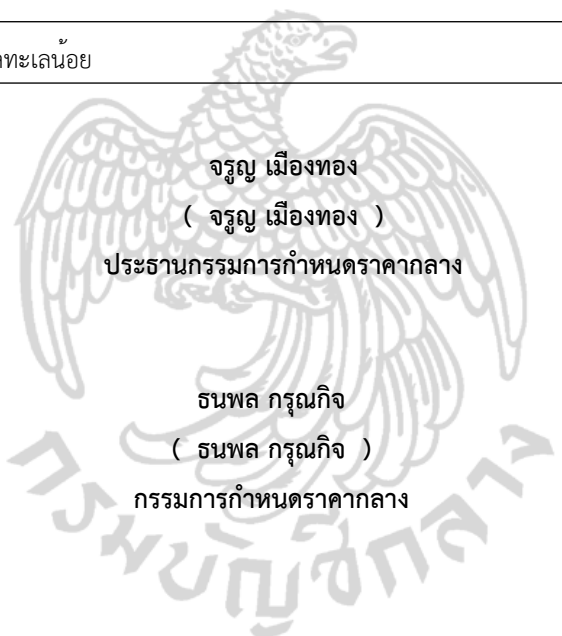 ทะเลน้อย
จรูญ เมืองทอง
( จรูญ เมืองทอง )
ประธานกรรมการกำหนดราคากลาง
ธนพล กรุณกิจ
( ธนพล กรุณกิจ )
กรรมการกำหนดราคากลาง
กรมบัญชีกลาง